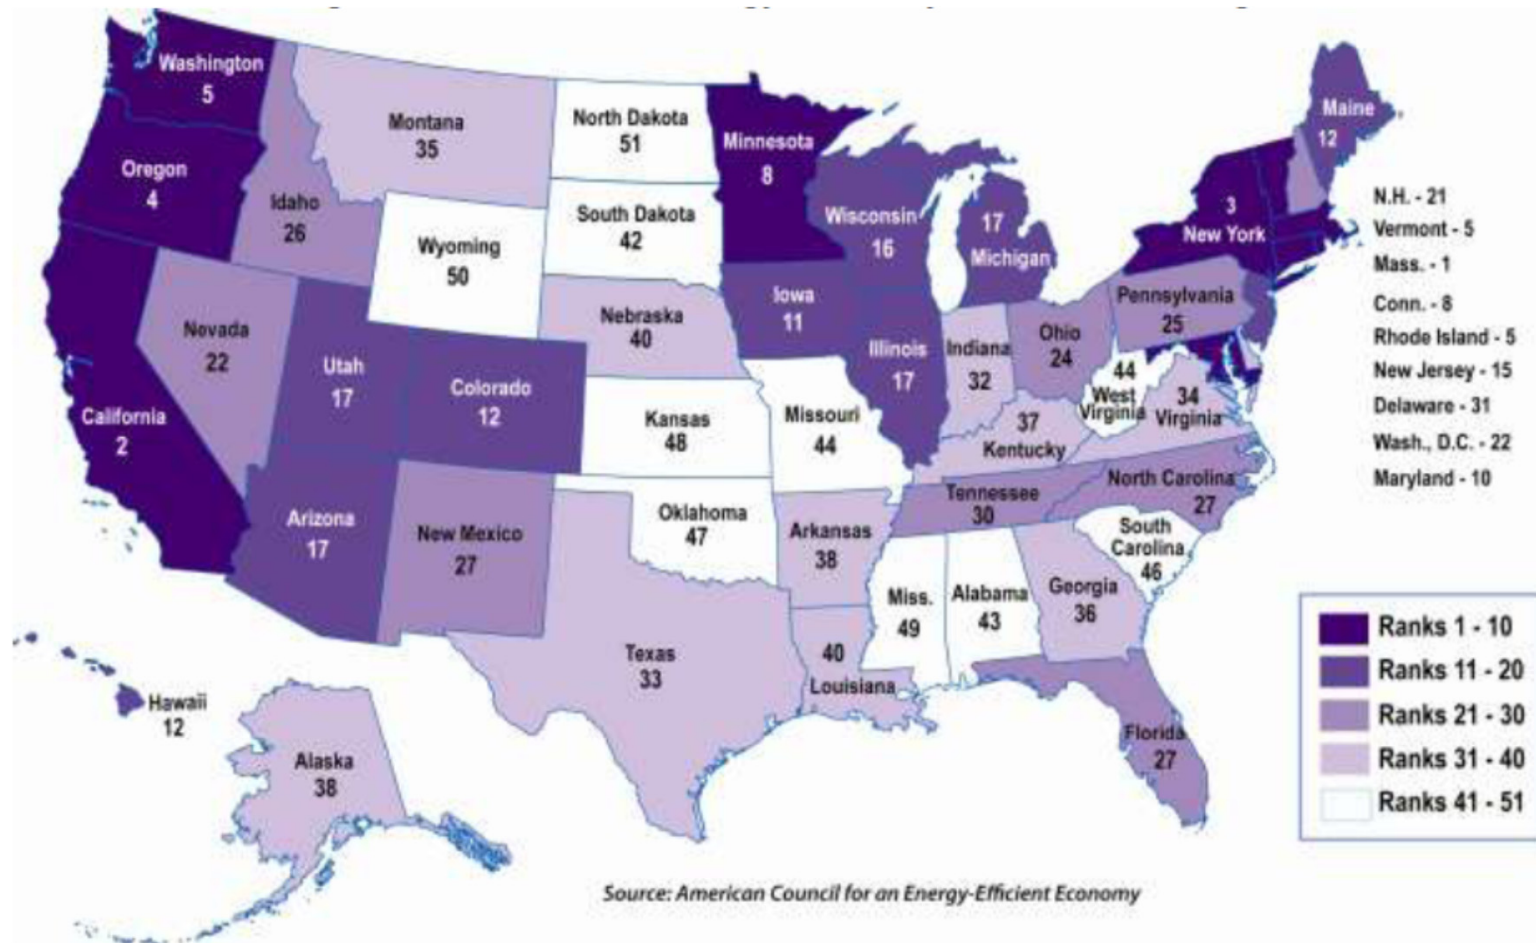 Washington
5
Oregon
4
California
2
Idaho
26
Nevada
22
Montana
35
Wyoming
50
Utah
17
Colorado
12
Arizona
17
New Mexico
27
North Dakota
51
South Dakota
42
Nebraska
40
Kansas
48
Oklahoma
47
Texas
33
Minnesota
8
Iowa
11
Missouri
44
Arkansas
38
40
Louisiana
Wisconsin
16
Illinois
17
17
Michigan
Indiana
32
Ohio
24
37
Kentucky
Tennessee
30
Miss.
49
Alabama
43
Georgia
36
Florida
27
South
Carolina
46
North Carolina
27
34
Virginia
44
West
Virginia
Pennsylvania
25
3
New York
Maine
12
Hawaii
12
Alaska
38
N.H. - 21
Vermont - 5
Mass. - 1
Conn. - 8
Rhode Island - 5
New Jersey - 15
Delaware - 31
Wash., D.C. - 22
Maryland - 10
Ranks 1 - 10
Ranks 11 - 20
Ranks 21 - 30
Ranks 31 - 40
Ranks 41 - 51
Source: American Council for an Energy-Efficient Economy